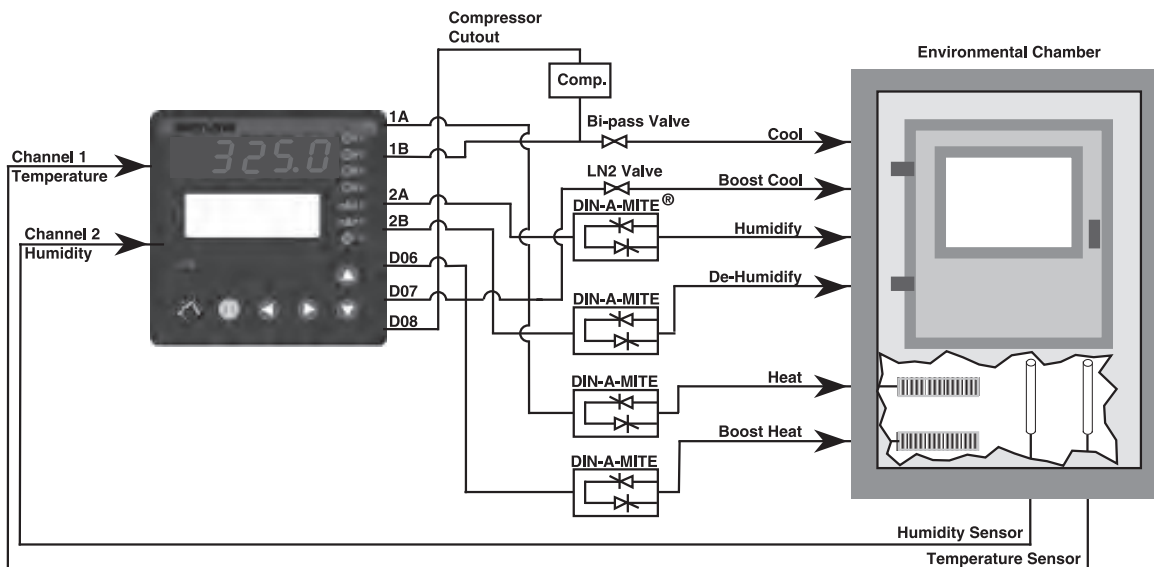 Compressor
Cutout
Environmental Chamber
Comp.
1A
Bi-pass Valve
Cool
325.0
1B
Channel 1
Temperature
LN2 Valve
Boost Cool
2A
DIN-A-MITE®
2B
Humidify
Channel 2
Humidity
D06
De-Humidify
D07
DIN-A-MITE
D08
DIN-A-MITE
Heat
Boost Heat
DIN-A-MITE
Humidity Sensor
Temperature Sensor